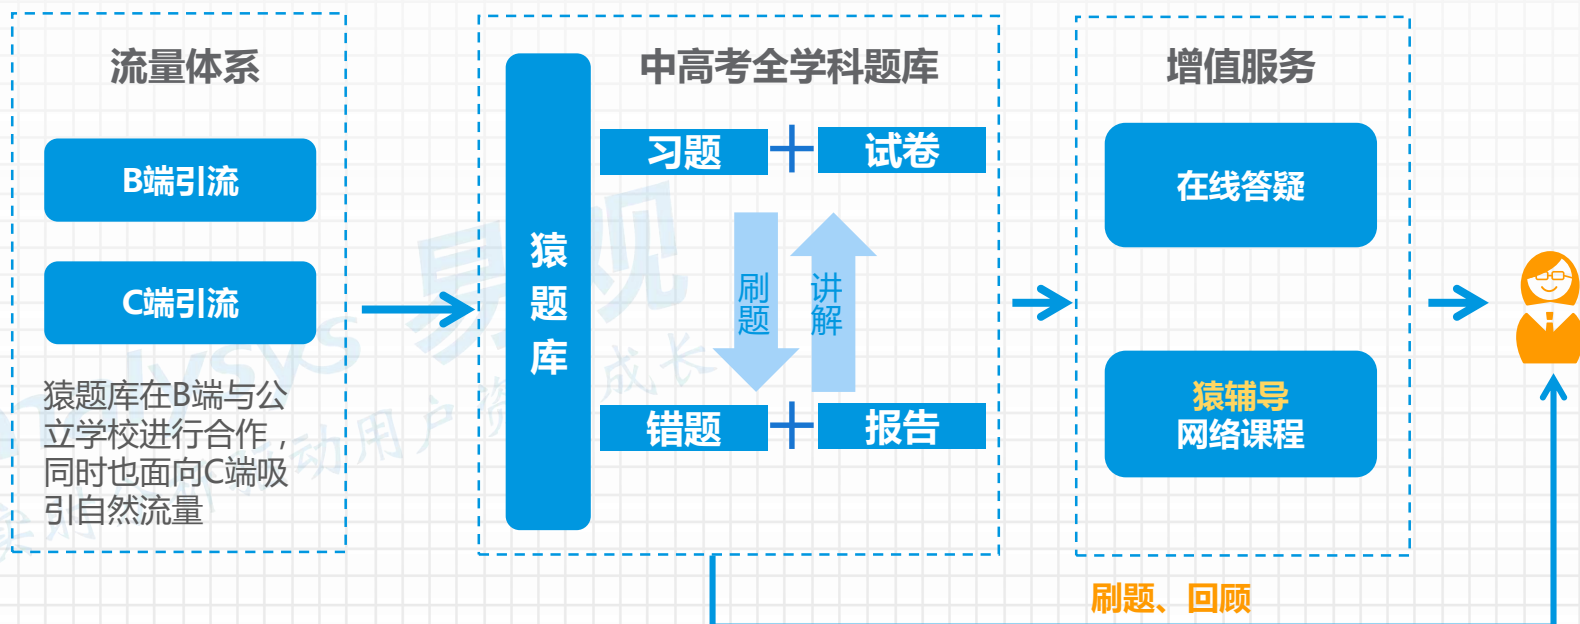 流量体系
B端引流
C端引流
猿题库在B端与公
立学校进行合作，
同时也面向C端吸
引自然流量
猿
题
库
中高考全学科题库
习题
试卷
刷
题
讲
解
错题
报告
增值服务
在线答疑
猿辅导
网络课程
刷题、回顾
易观